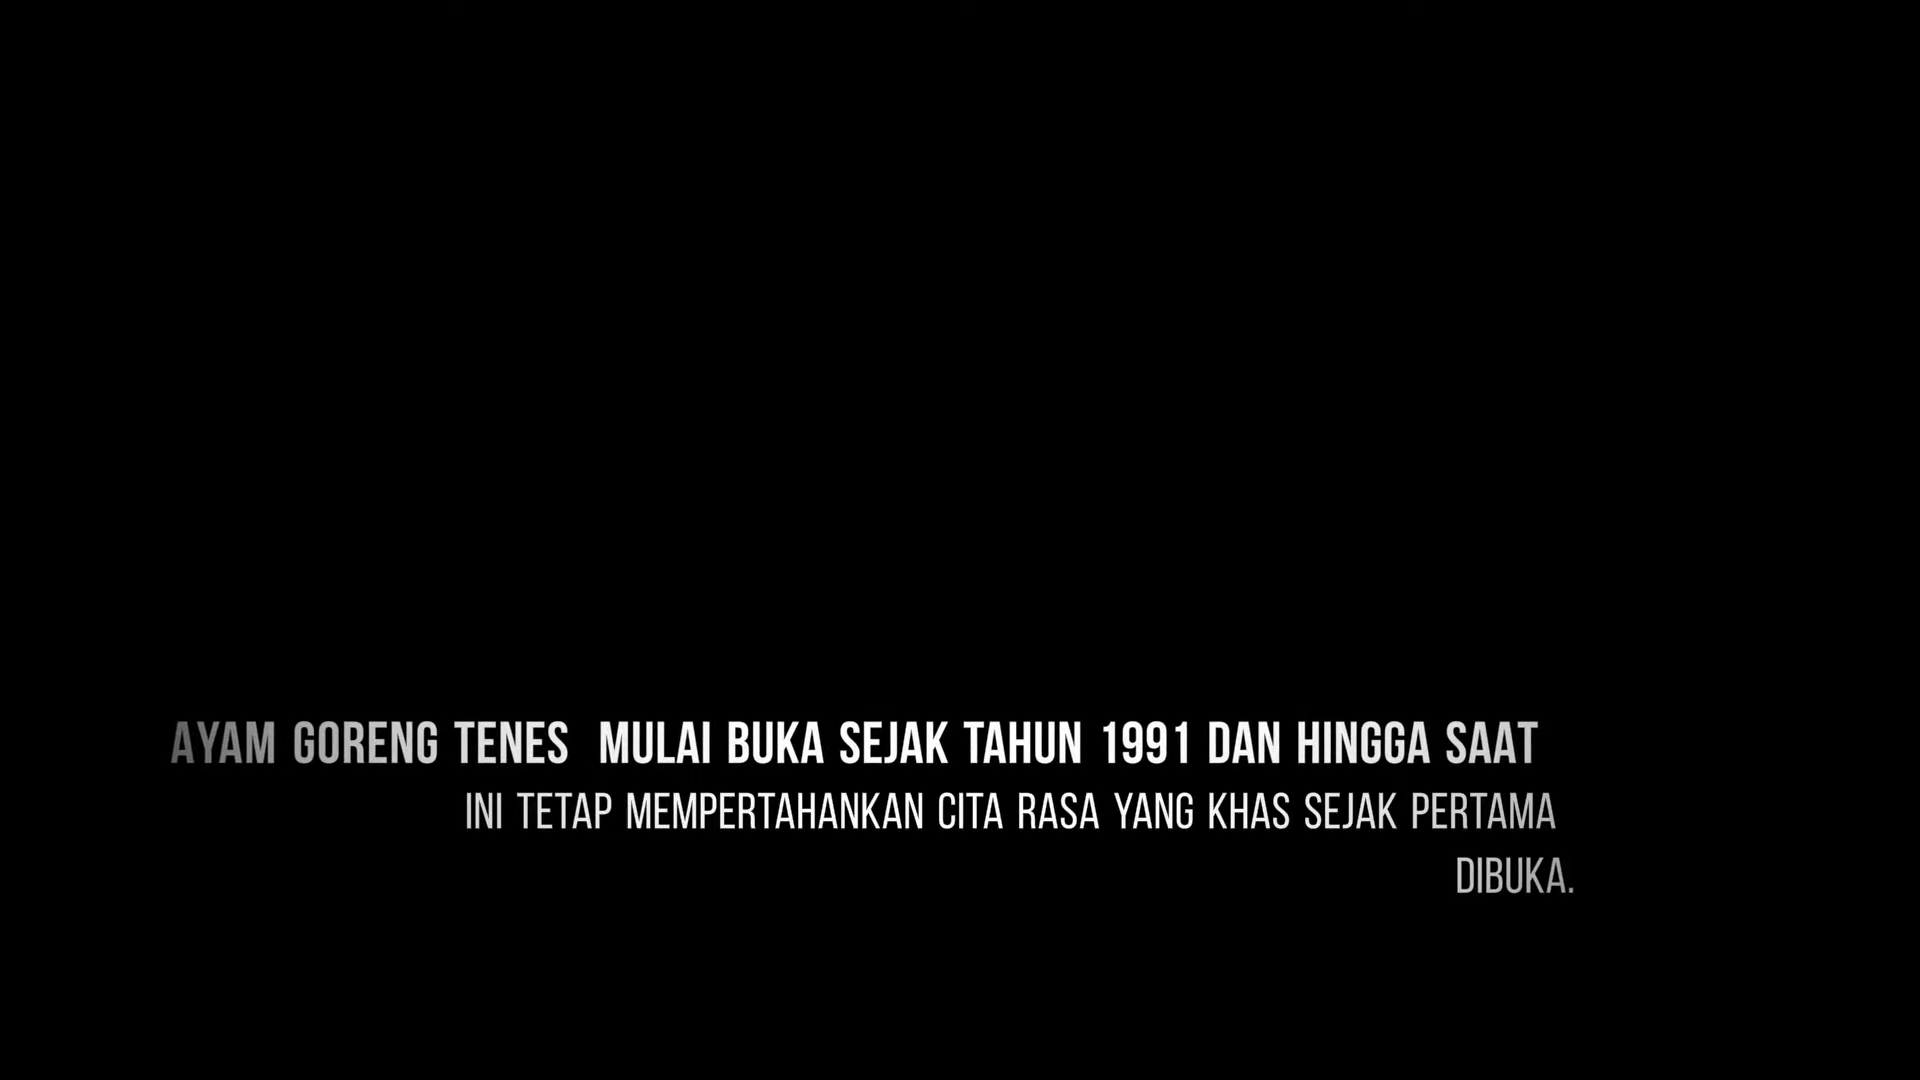 AYAM GORENG TENES  MULAI BUKA SEJAK TAHUN 1991 DAN HINGGA SAAT
INI TETAP MEMPERTAHANKAN CITA RASA YANG KHAS SEJAK PERTAMA
DIBUKA.